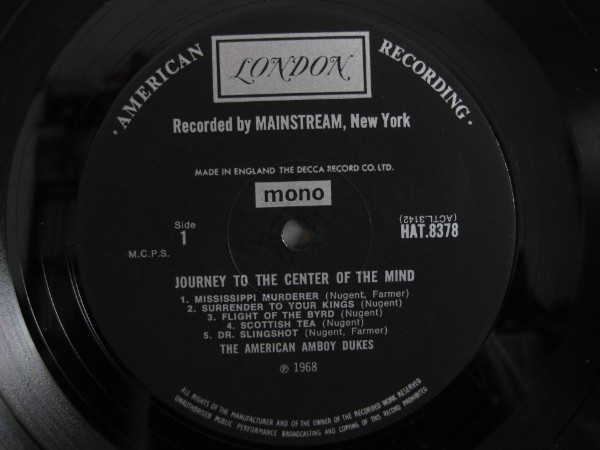 · AMERICAN RECORDING ·
LONDON
Recorded by MAINSTREAM, New York
MADE IN ENGLAND THE DECCA RECORD CO. LTD.
mono
Side
1
(ACTL.3142)
HAT.8378
M.C.P.S.
JOURNEY TO THE CENTER OF THE MIND
1. MISSISSIPPI MURDERER (Nugent, Farmer)
2. SURRENDER TO YOUR KINGS (Nugent)
3. FLIGHT OF THE BYRD (Nugent)
4. SCOTTISH TEA (Nugent)
5. DR. SLINGSHOT (Nugent, Farmer)
THE AMERICAN AMBOY DUKES
℗ 1968
ALL RIGHTS OF THE MANUFACTURER AND OF THE OWNER OF THE RECORDED WORK RESERVED
UNAUTHORISED PUBLIC PERFORMANCE BROADCASTING AND COPYING OF THIS RECORD PROHIBITED